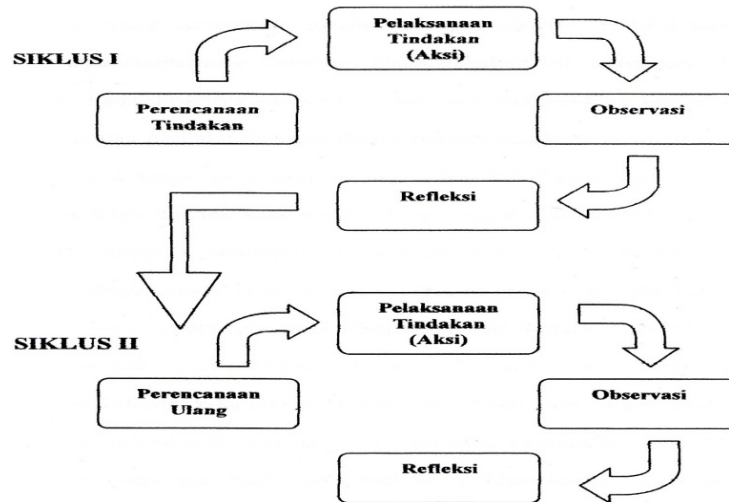 Pelaksanaan
Tindakan
(Aksi)
SIKLUS I
Perencanaan
Tindakan
Observasi
Refleksi
Pelaksanaan
Tindakan
(Aksi)
SIKLUS II
Perencanaan
Ulang
Observasi
Refleksi